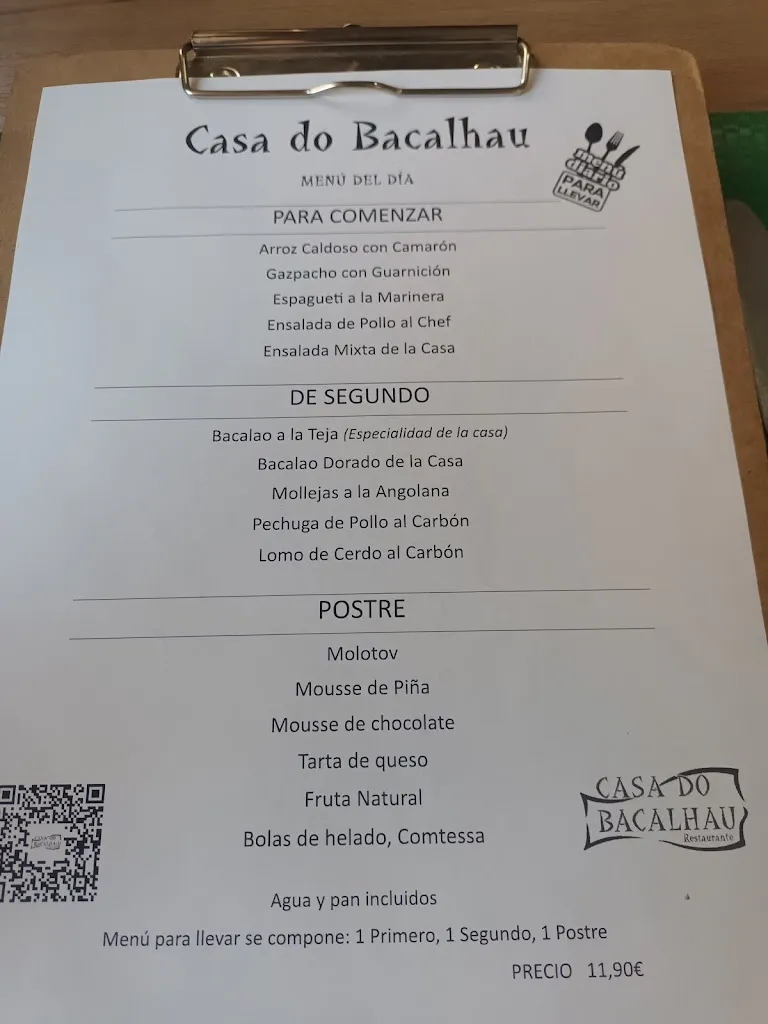 Casa do Bacalhau
MENÚ DEL DÍA
menú
diario
PARA
LLEVAR
PARA COMENZAR
Arroz Caldoso con Camarón
Gazpacho con Guarnición
Espagueti a la Marinera
Ensalada de Pollo al Chef
Ensalada Mixta de la Casa
DE SEGUNDO
Bacalao a la Teja (Especialidad de la casa)
Bacalao Dorado de la Casa
Mollejas a la Angolana
Pechuga de Pollo al Carbón
Lomo de Cerdo al Carbón
POSTRE
Molotov
Mousse de Piña
Mousse de chocolate
Tarta de queso
Fruta Natural
Bolas de helado, Comtessa
CASA DO
BACALHAU
Restaurante
Agua y pan incluidos
Menú para llevar se compone: 1 Primero, 1 Segundo, 1 Postre
PRECIO 11,90€